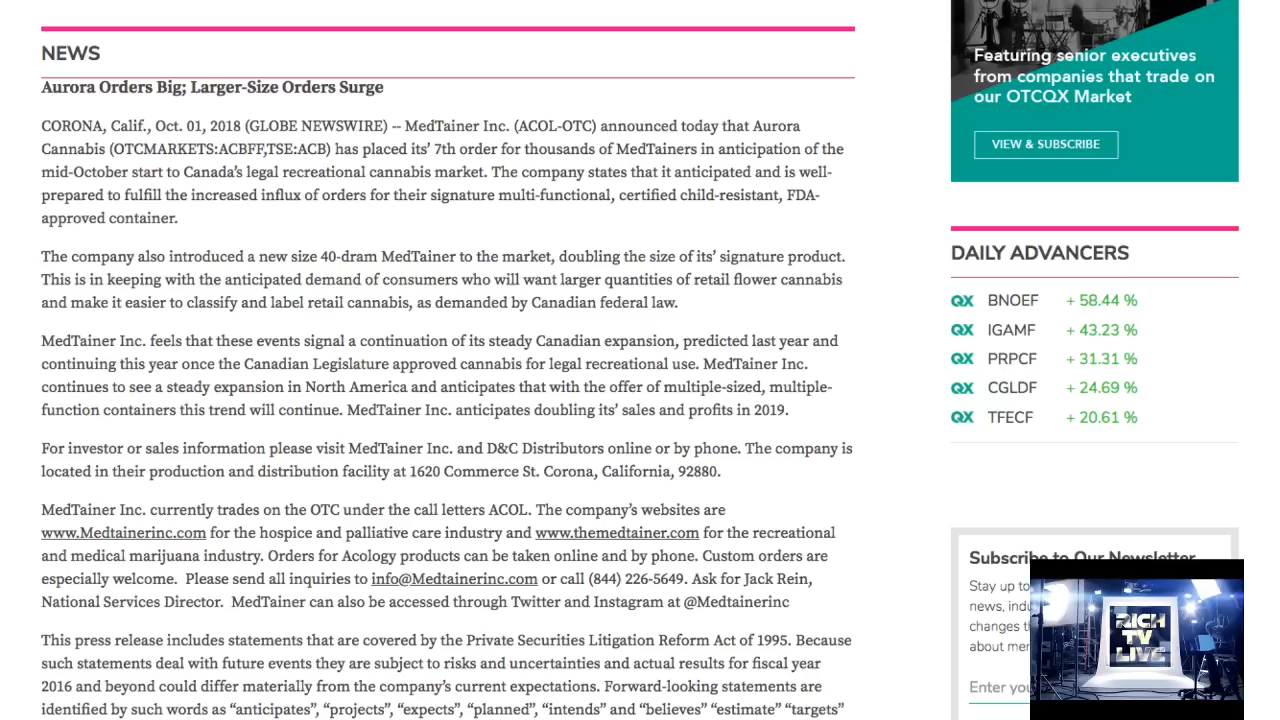 NEWS
Aurora Orders Big; Larger-Size Orders Surge
CORONA, Calif., Oct. 01, 2018 (GLOBE NEWSWIRE) -- MedTainer Inc. (ACOL-OTC) announced today that Aurora
Cannabis (OTCMARKETS:ACBFF,TSE:ACB) has placed its’ 7th order for thousands of MedTainers in anticipation of the
mid-October start to Canada’s legal recreational cannabis market. The company states that it anticipated and is well-
prepared to fulfill the increased influx of orders for their signature multi-functional, certified child-resistant, FDA-
approved container.
The company also introduced a new size 40-dram MedTainer to the market, doubling the size of its’ signature product.
This is in keeping with the anticipated demand of consumers who will want larger quantities of retail flower cannabis
and make it easier to classify and label retail cannabis, as demanded by Canadian federal law.
MedTainer Inc. feels that these events signal a continuation of its steady Canadian expansion, predicted last year and
continuing this year once the Canadian Legislature approved cannabis for legal recreational use. MedTainer Inc.
continues to see a steady expansion in North America and anticipates that with the offer of multiple-sized, multiple-
function containers this trend will continue. MedTainer Inc. anticipates doubling its’ sales and profits in 2019.
For investor or sales information please visit MedTainer Inc. and D&C Distributors online or by phone. The company is
located in their production and distribution facility at 1620 Commerce St. Corona, California, 92880.
MedTainer Inc. currently trades on the OTC under the call letters ACOL. The company’s websites are
www.Medtainerinc.com for the hospice and palliative care industry and www.themedtainer.com for the recreational
and medical marijuana industry. Orders for Acology products can be taken online and by phone. Custom orders are
especially welcome.  Please send all inquiries to info@Medtainerinc.com or call (844) 226-5649. Ask for Jack Rein,
National Services Director.  MedTainer can also be accessed through Twitter and Instagram at @Medtainerinc
This press release includes statements that are covered by the Private Securities Litigation Reform Act of 1995. Because
such statements deal with future events they are subject to risks and uncertainties and actual results for fiscal year
2016 and beyond could differ materially from the company’s current expectations. Forward-looking statements are
identified by such words as “anticipates”, “projects”, “expects”, “planned”, “intends” and “believes” “estimate” “targets”
Featuring senior executives
from companies that trade on
our OTCQX Market
VIEW & SUBSCRIBE
DAILY ADVANCERS
QX BNOEF + 58.44 %
QX IGAMF + 43.23 %
QX PRPCF + 31.31 %
QX CGLDF + 24.69 %
QX TFECF + 20.61 %
Subscribe to Our Newsletter
Stay up to
news,
changes
about
Enter
RICH
TV
LIVE